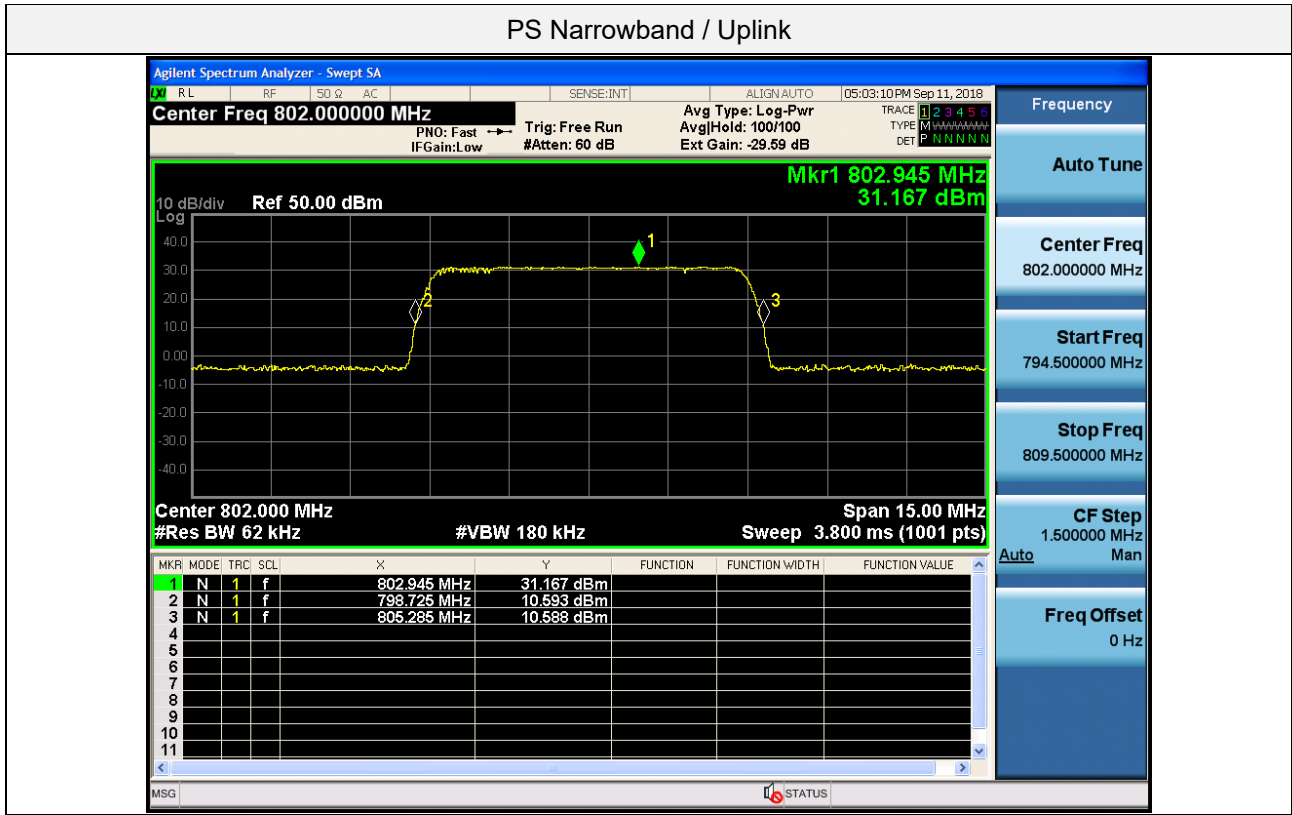 PS Narrowband / Uplink
Agilent Spectrum Analyzer - Swept SA
LXI RL RF 50 Ω AC SENSE:INT ALIGN AUTO 05:03:10 PM Sep 11, 2018
Center Freq 802.000000 MHz
PNO: Fast
IFGain:Low
Trig: Free Run
#Atten: 60 dB
Avg Type: Log-Pwr
Avg|Hold: 100/100
Ext Gain: -29.59 dB
TRACE 1 2 3 4 5 6
TYPE M
DET P N N N N N
Mkr1 802.945 MHz
31.167 dBm
10 dB/div Ref 50.00 dBm
Log
40.0
30.0
20.0
10.0
0.00
-10.0
-20.0
-30.0
-40.0
1
2
3
Center 802.000 MHz Span 15.00 MHz
#Res BW 62 kHz #VBW 180 kHz Sweep 3.800 ms (1001 pts)
MKR MODE TRC SCL X Y FUNCTION FUNCTION WIDTH FUNCTION VALUE
1 N 1 f 802.945 MHz 31.167 dBm
2 N 1 f 798.725 MHz 10.593 dBm
3 N 1 f 805.285 MHz 10.588 dBm
4
5
6
7
8
9
10
11
MSG STATUS
Frequency
Auto Tune
Center Freq
802.000000 MHz
Start Freq
794.500000 MHz
Stop Freq
809.500000 MHz
CF Step
1.500000 MHz
Auto Man
Freq Offset
0 Hz